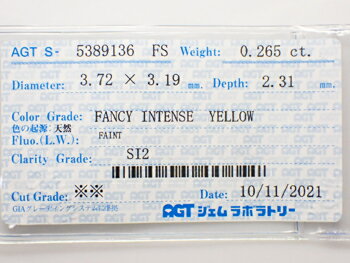 AGT S- 5389136 FS Weight: 0.265 ct.
Diameter: 3.72 × 3.19 mm. Depth: 2.31 mm.
Color Grade: FANCY INTENSE YELLOW
色の起源: 天然
Fluo.(L.W.): FAINT
Clarity Grade: SI2
Cut Grade: ※※ Date: 10/11/2021
GIAグレーディングシステム
AGT ジェムラボラトリー